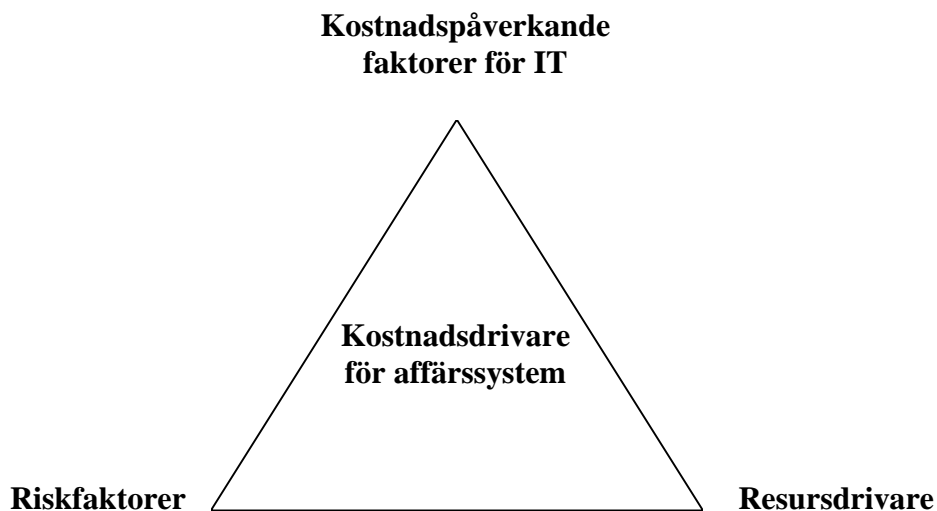 Kostnadspåverkande
faktorer för IT
Kostnadsdrivare
för affärssystem
Riskfaktorer
Resursdrivare